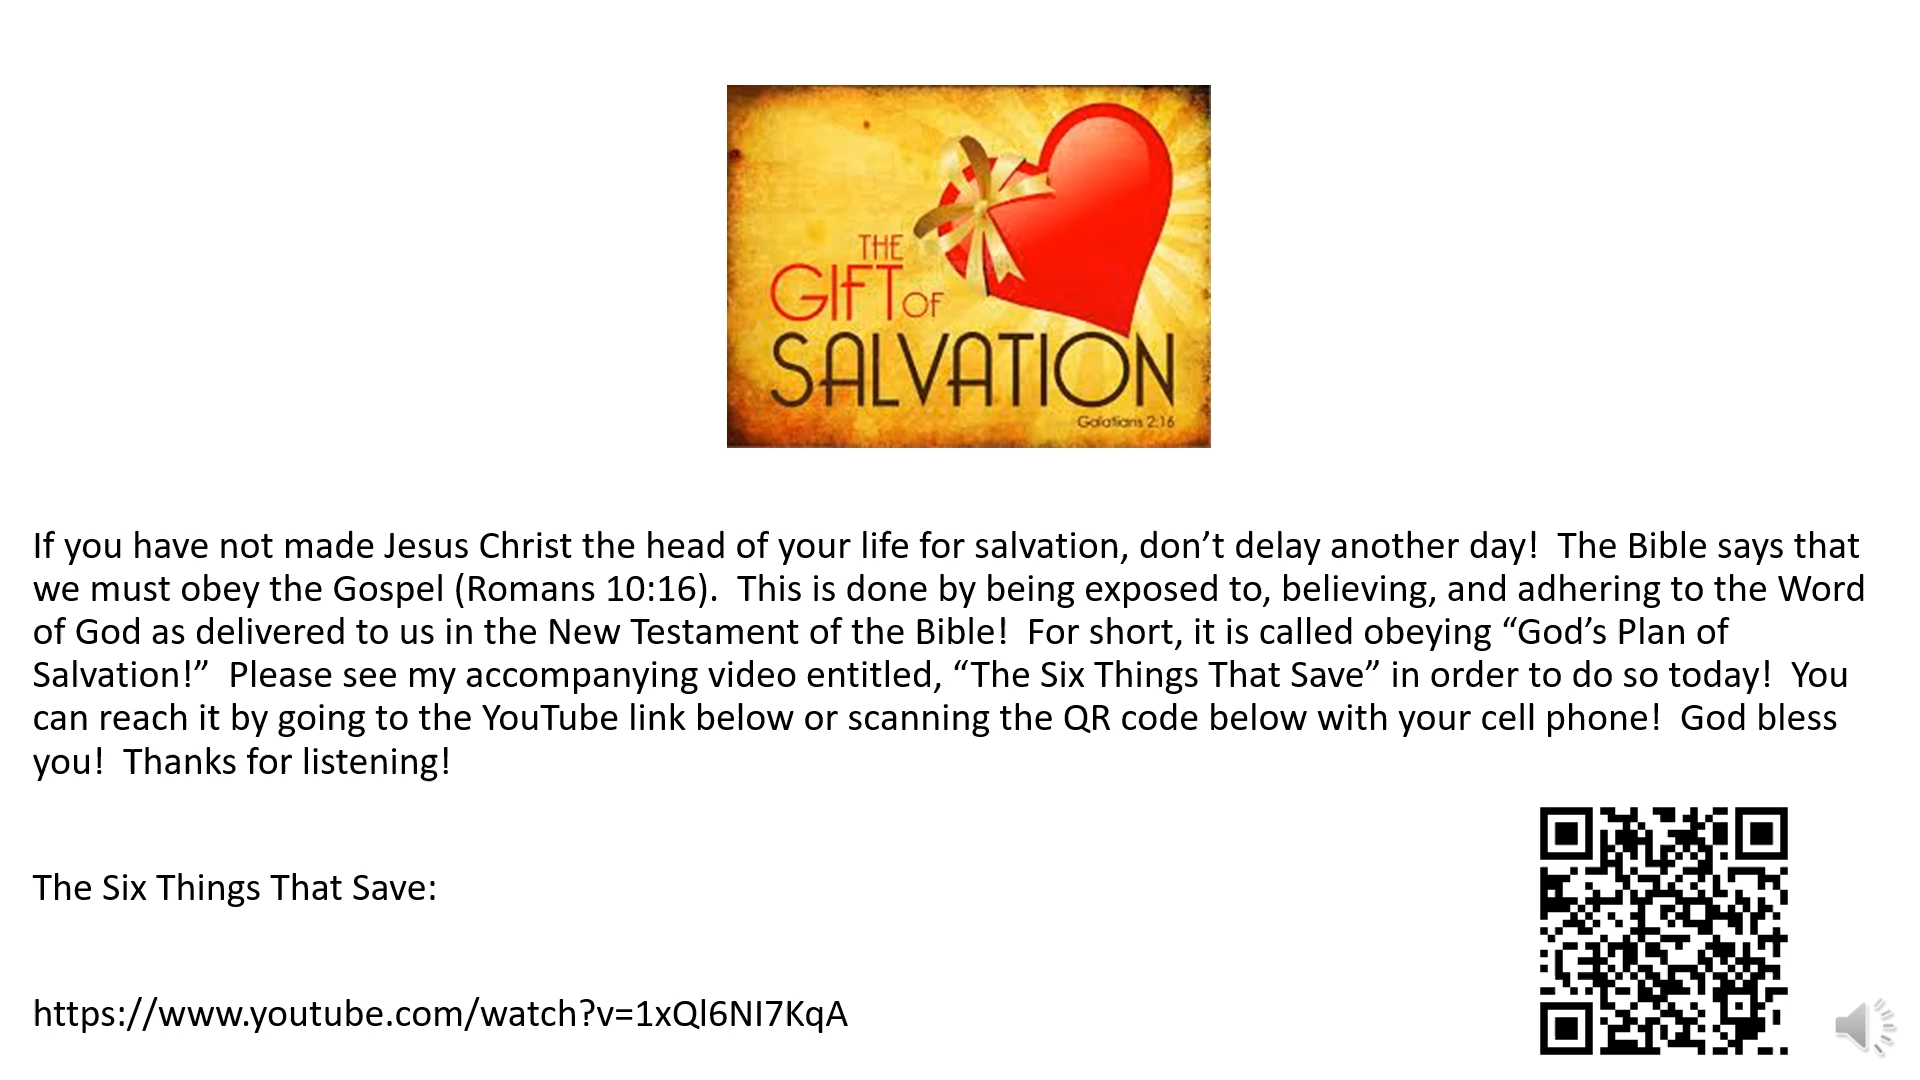 THE
GIFT OF
SALVATION
Galatians 2:16
If you have not made Jesus Christ the head of your life for salvation, don’t delay another day!  The Bible says that
we must obey the Gospel (Romans 10:16).  This is done by being exposed to, believing, and adhering to the Word
of God as delivered to us in the New Testament of the Bible!  For short, it is called obeying “God’s Plan of
Salvation!”  Please see my accompanying video entitled, “The Six Things That Save” in order to do so today!  You
can reach it by going to the YouTube link below or scanning the QR code below with your cell phone!  God bless
you!  Thanks for listening!
The Six Things That Save:
https://www.youtube.com/watch?v=1xQl6NI7KqA